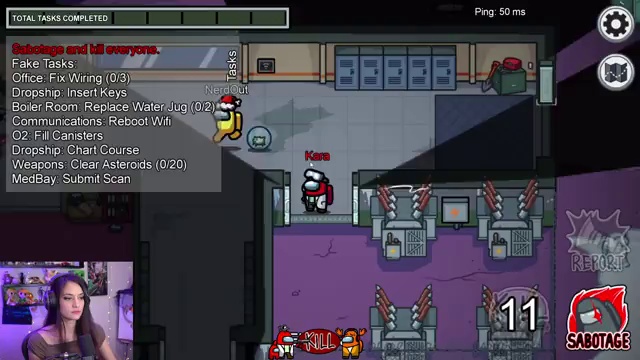 TOTAL TASKS COMPLETED
Ping: 50 ms
Sabotage and kill everyone.
Fake Tasks:
Office: Fix Wiring (0/3)
Dropship: Insert Keys
Boiler Room: Replace Water Jug (0/2)
Communications: Reboot Wifi
O2: Fill Canisters
Dropship: Chart Course
Weapons: Clear Asteroids (0/20)
MedBay: Submit Scan
Tasks
NerdOut
Kara
REPORT
11
KILL
SABOTAGE